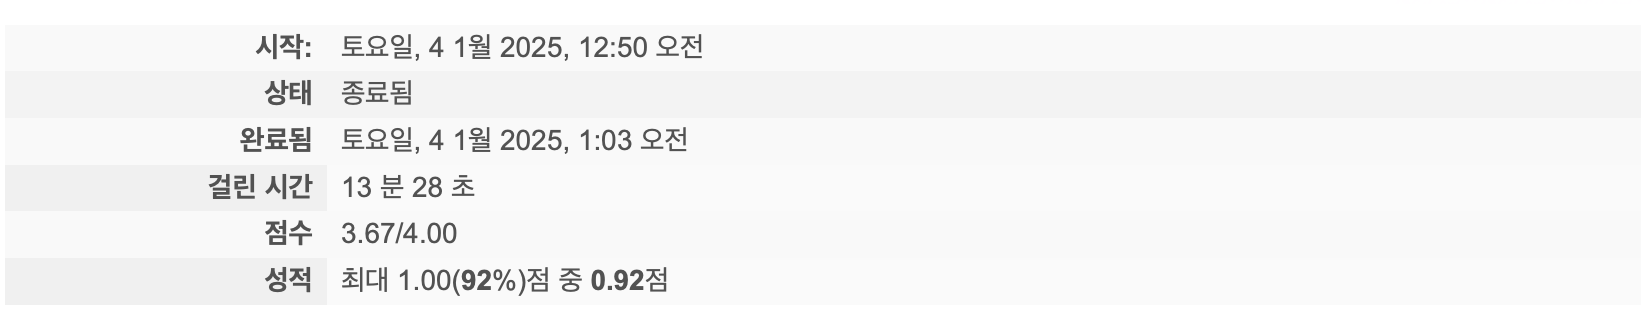 시작: 토요일, 4 1월 2025, 12:50 오전
상태 종료됨
완료됨 토요일, 4 1월 2025, 1:03 오전
걸린 시간 13 분 28 초
점수 3.67/4.00
성적 최대 1.00(92%)점 중 0.92점